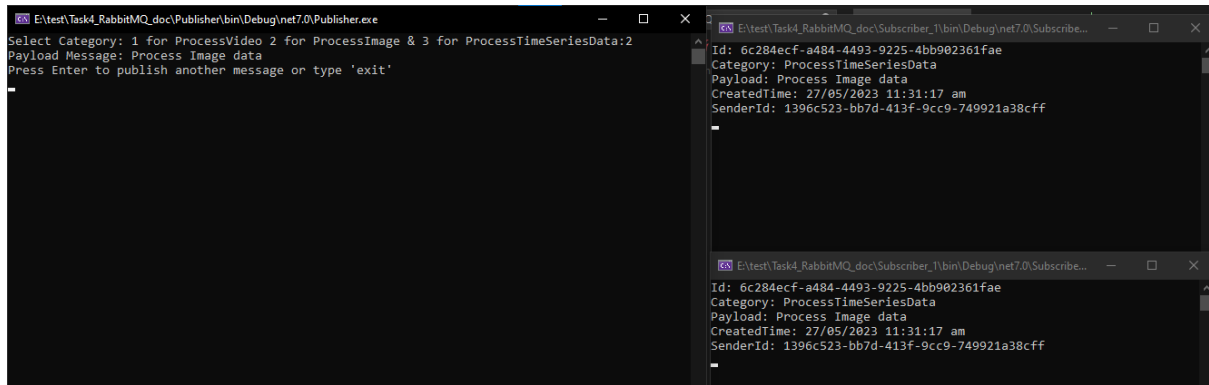 E:\test\Task4_RabbitMQ_doc\Publisher\bin\Debug\net7.0\Publisher.exe
Select Category: 1 for ProcessVideo 2 for ProcessImage & 3 for ProcessTimeSeriesData:2
Payload Message: Process Image data
Press Enter to publish another message or type 'exit'
E:\test\Task4_RabbitMQ_doc\Subscriber_1\bin\Debug\net7.0\Subscribe...
Id: 6c284ecf-a484-4493-9225-4bb902361fae
Category: ProcessTimeSeriesData
Payload: Process Image data
CreatedTime: 27/05/2023 11:31:17 am
SenderId: 1396c523-bb7d-413f-9cc9-749921a38cff
E:\test\Task4_RabbitMQ_doc\Subscriber_1\bin\Debug\net7.0\Subscribe...
Id: 6c284ecf-a484-4493-9225-4bb902361fae
Category: ProcessTimeSeriesData
Payload: Process Image data
CreatedTime: 27/05/2023 11:31:17 am
SenderId: 1396c523-bb7d-413f-9cc9-749921a38cff